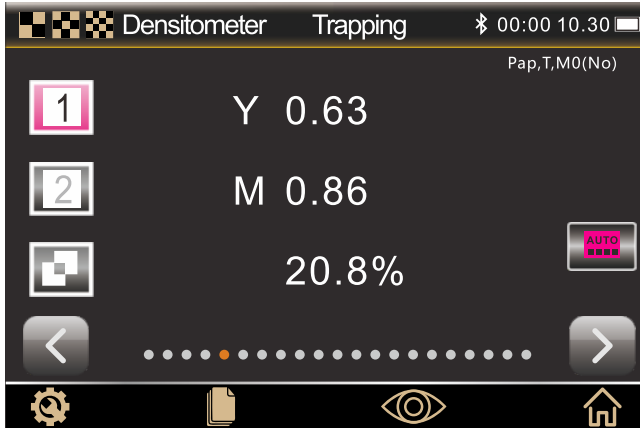 Densitometer Trapping 00:00 10.30
Pap,T,M0(No)
1 Y 0.63
2 M 0.86
AUTO
20.8%